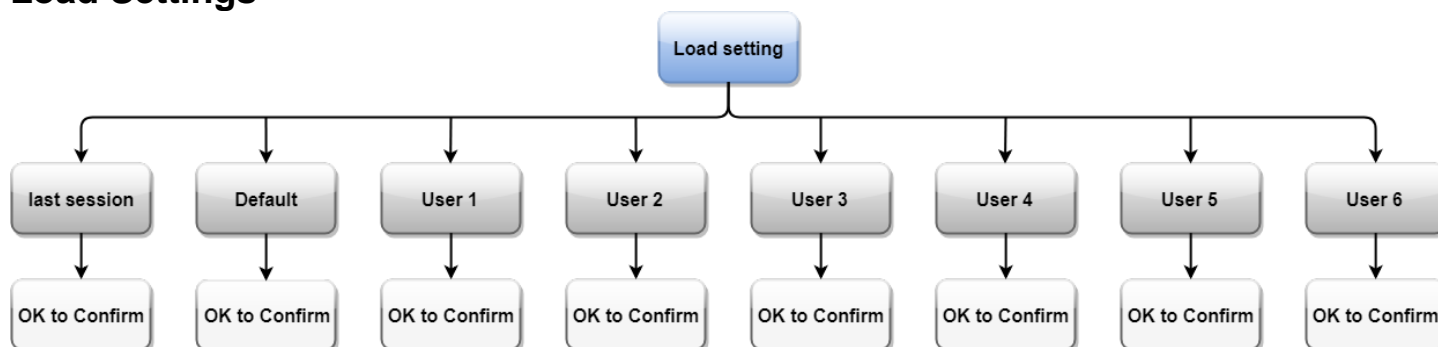 Load Settings
Load setting
last session Default User 1 User 2 User 3 User 4 User 5 User 6
OK to Confirm OK to Confirm OK to Confirm OK to Confirm OK to Confirm OK to Confirm OK to Confirm OK to Confirm